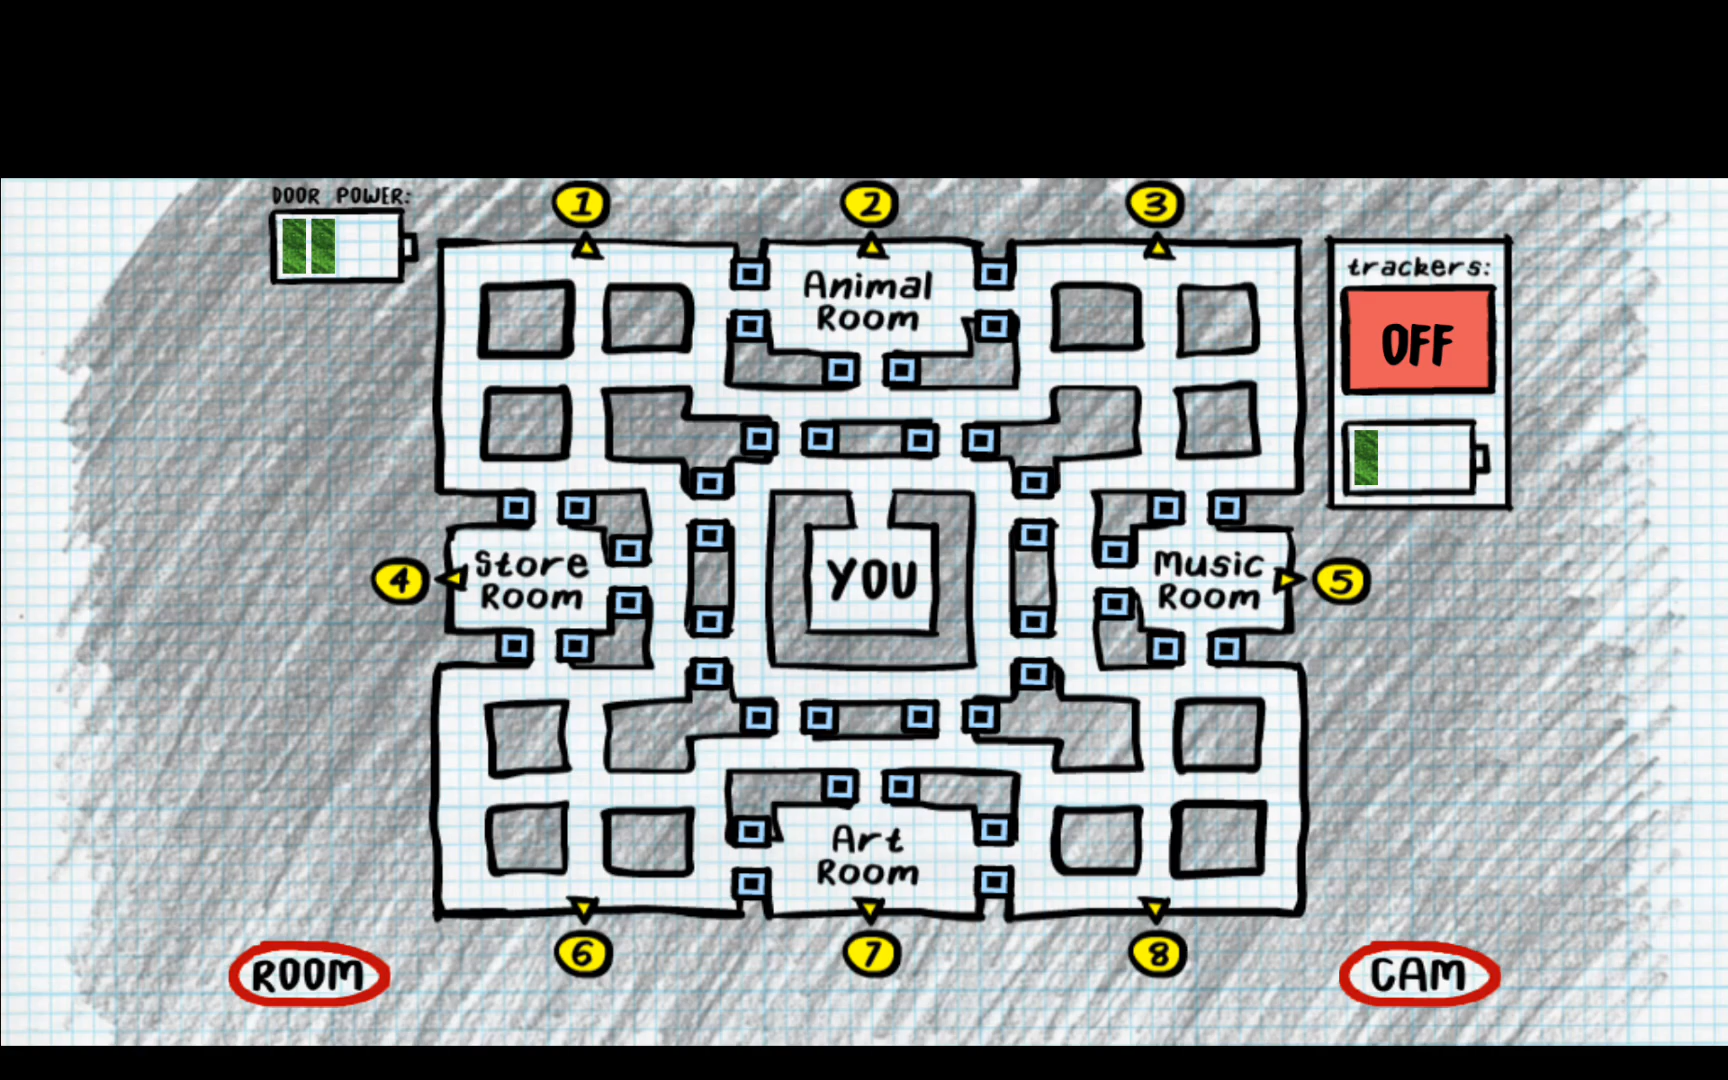 DOOR POWER:
1
2
3
Animal
Room
trackers:
OFF
Store
Room
4
YOU
Music
Room
5
Art
Room
6
7
8
ROOM
CAM